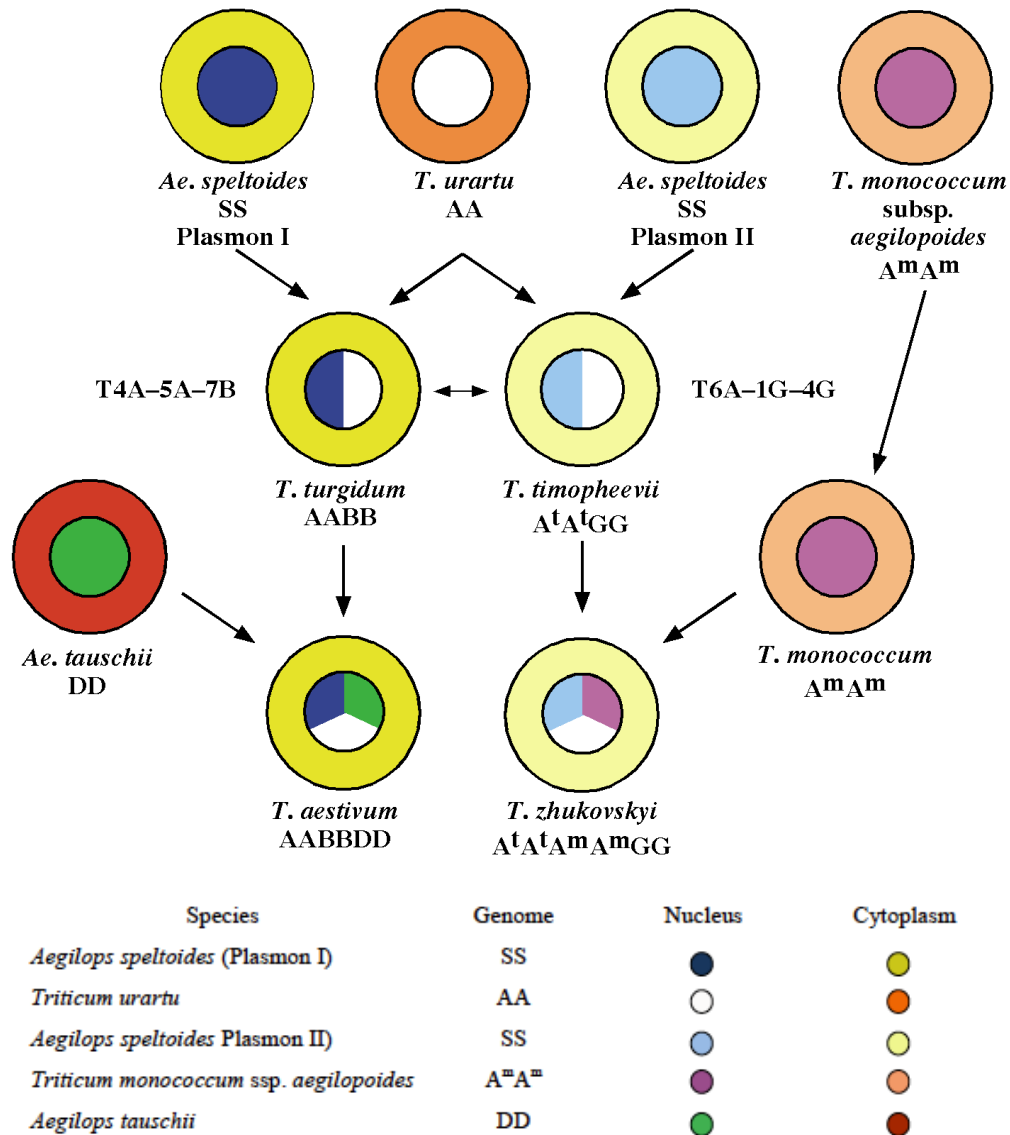 Ae. speltoides
SS
Plasmon I
T. urartu
AA
Ae. speltoides
SS
Plasmon II
T. monococcum
subsp.
aegilopoides
AᵐAᵐ
T4A–5A–7B
T6A–1G–4G
T. turgidum
AABB
T. timopheevii
AᵗAᵗGG
Ae. tauschii
DD
T. monococcum
AᵐAᵐ
T. aestivum
AABBDD
T. zhukovskyi
AᵗAᵗAᵐAᵐGG
Species Genome Nucleus Cytoplasm
Aegilops speltoides (Plasmon I) SS
Triticum urartu AA
Aegilops speltoides Plasmon II) SS
Triticum monococcum ssp. aegilopoides AᵐAᵐ
Aegilops tauschii DD